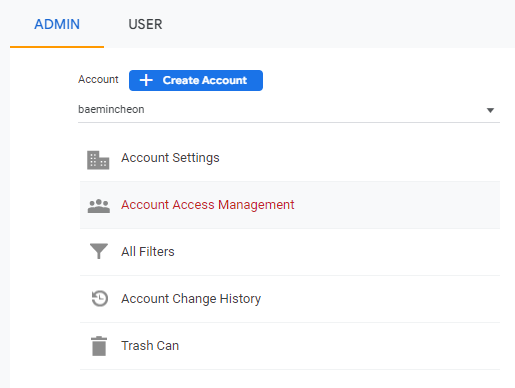 ADMIN USER
Account Create Account
baemincheon
Account Settings
Account Access Management
All Filters
Account Change History
Trash Can